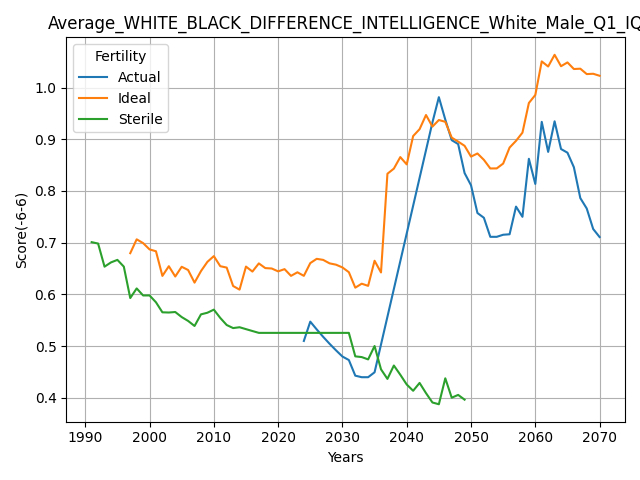 Average_WHITE_BLACK_DIFFERENCE_INTELLIGENCE_White_Male_Q1_IQ
Fertility
Actual
Ideal
Sterile
Score(-6-6)
1.0
0.9
0.8
0.7
0.6
0.5
0.4
1990 2000 2010 2020 2030 2040 2050 2060 2070
Years